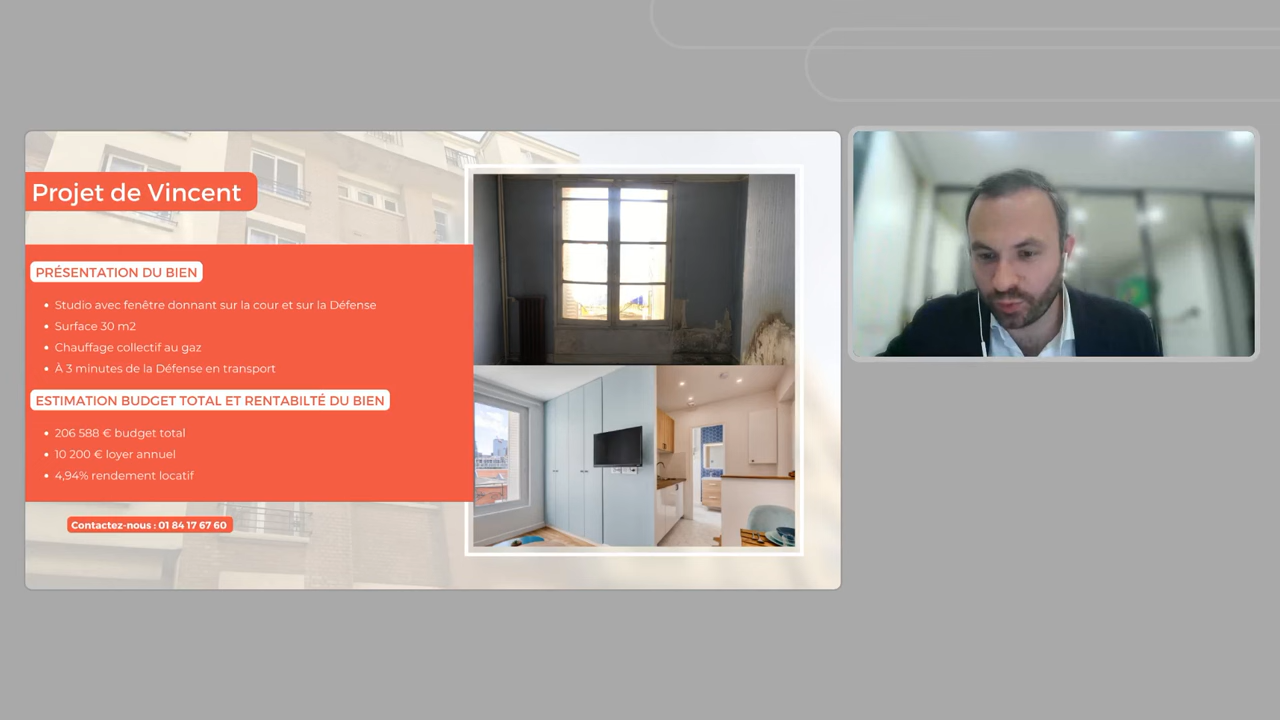 Projet de Vincent
PRÉSENTATION DU BIEN
Studio avec fenêtre donnant sur la cour et sur la Défense
Surface 30 m2
Chauffage collectif au gaz
À 3 minutes de la Défense en transport
ESTIMATION BUDGET TOTAL ET RENTABILTÉ DU BIEN
206 588 € budget total
10 200 € loyer annuel
4,94% rendement locatif
Contactez-nous : 01 84 17 67 60